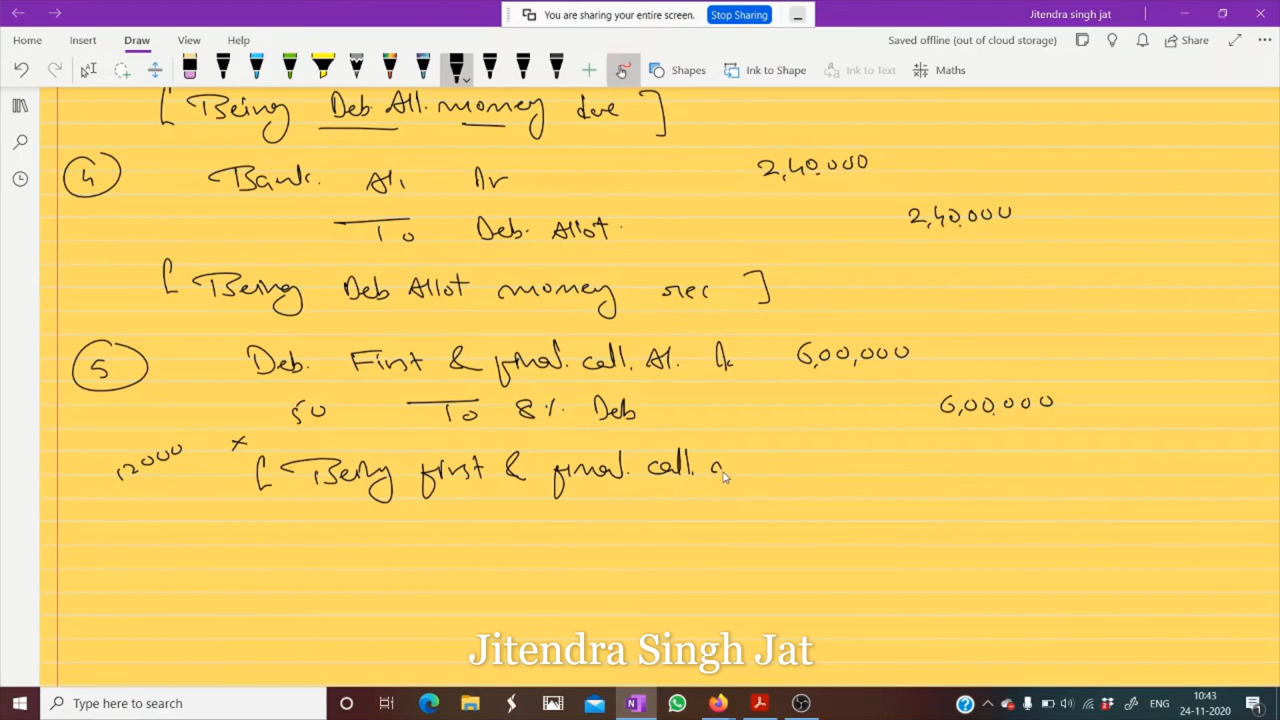 You are sharing your entire screen. Stop Sharing
Jitendra singh jat
Home Insert Draw View Help
Saved offline (out of cloud storage) Share
Shapes Ink to Shape Ink to Text Maths
[ Being Deb. All. money due ]
4 Bank. A/. Dr 2,40,000
To Deb. Allot. 2,40,000
[ Being Deb Allot money rec ]
5 Deb. First & final. call. A/. Dr 6,00,000
50 To 8%. Deb 6,00,000
12000 × [ Being first & final. call.
Jitendra Singh Jat
Type here to search
ENG 10:43
24-11-2020